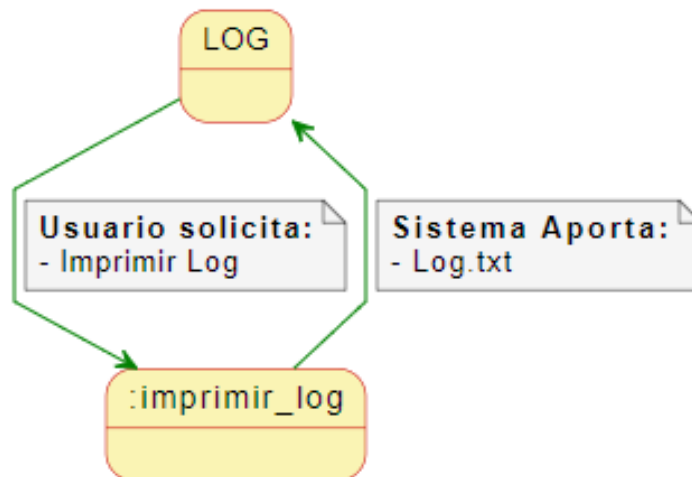 LOG
Usuario solicita:
- Imprimir Log
Sistema Aporta:
- Log.txt
:imprimir_log